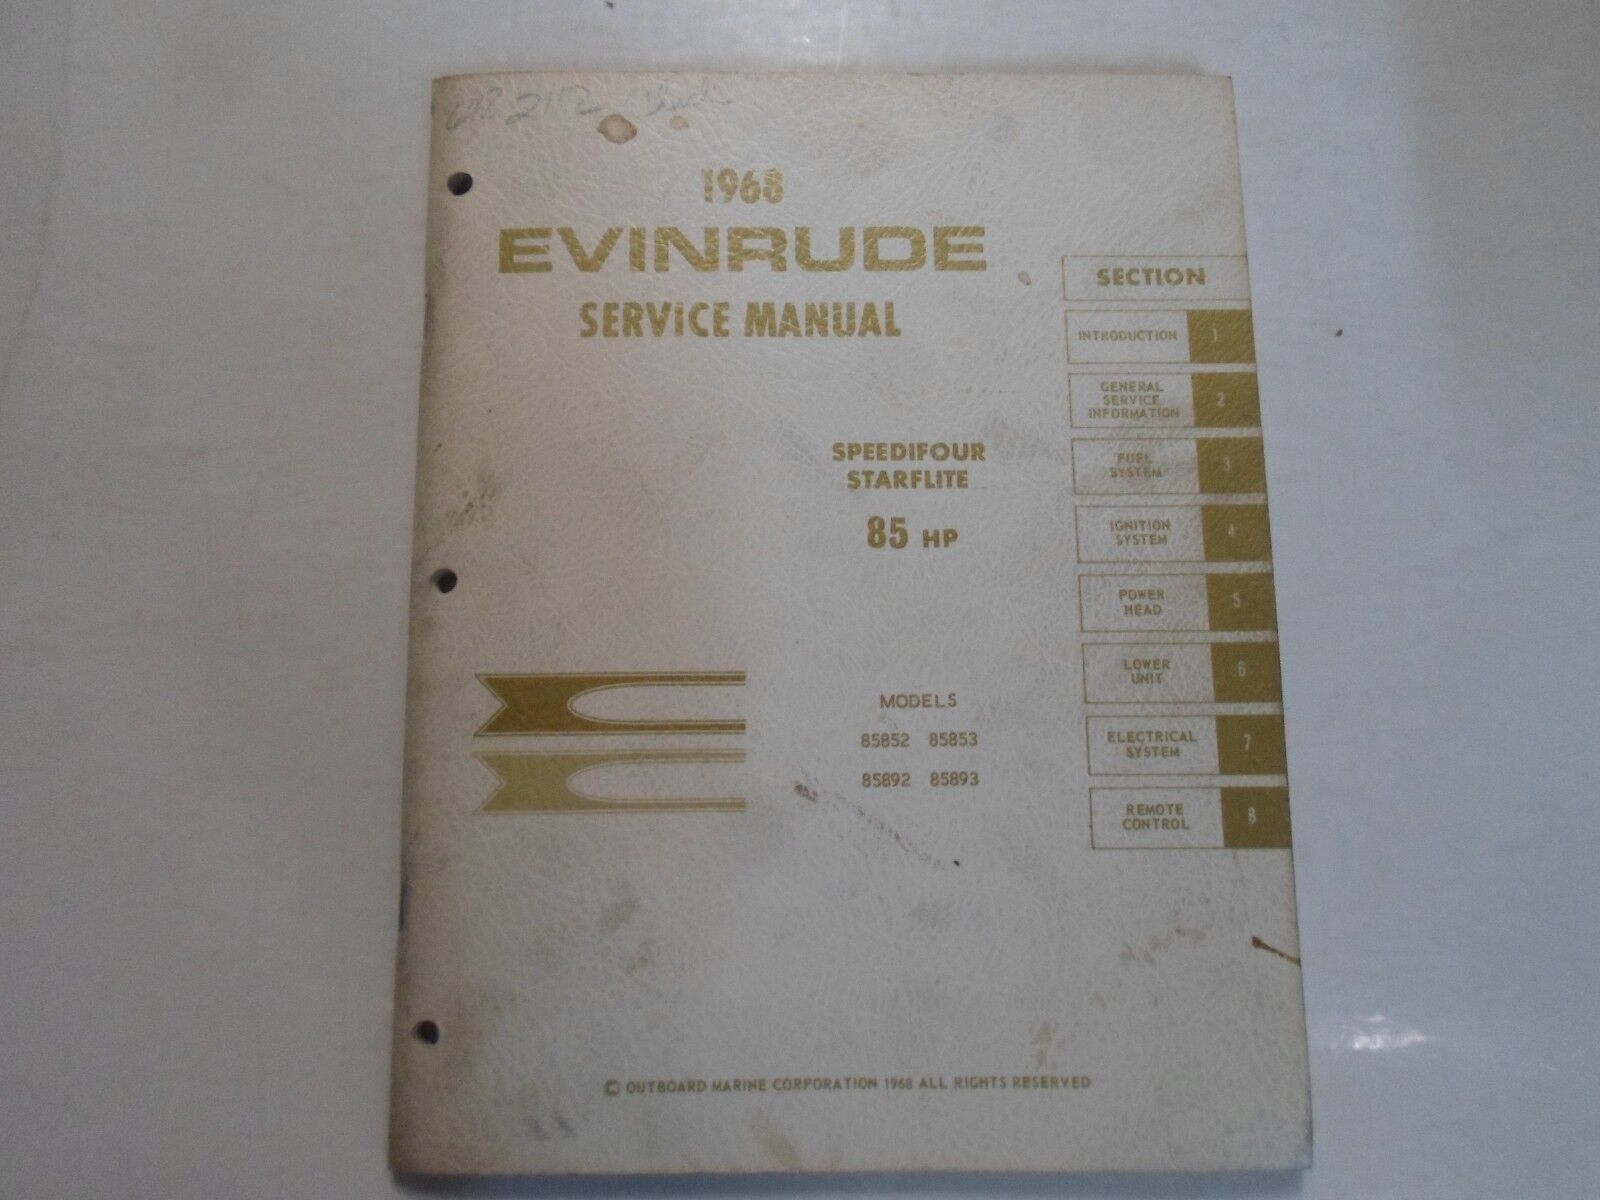 1968
EVINRUDE
SERVICE MANUAL
SPEEDIFOUR
STARFLITE
85 HP
MODELS
85852 85853
85892 85893
SECTION
INTRODUCTION 1
GENERAL
SERVICE 2
INFORMATION
FUEL 3
SYSTEM
IGNITION 4
SYSTEM
POWER 5
HEAD
LOWER 6
UNIT
ELECTRICAL 7
SYSTEM
REMOTE 8
CONTROL
© OUTBOARD MARINE CORPORATION 1968 ALL RIGHTS RESERVED